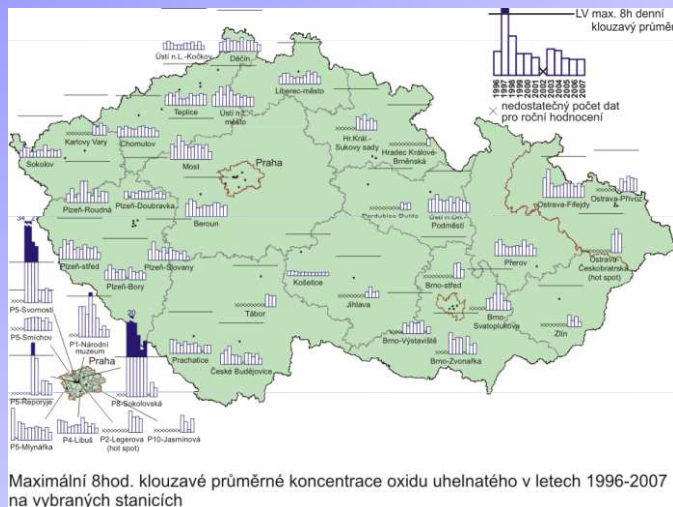 LV max. 8h denní
klouzavý průměr
1996
1997
1998
1999
2000
2001
2002
2003
2004
2005
2006
2007
× nedostatečný počet dat
pro roční hodnocení
Ústí n.L.-Kočkov
Děčín
Liberec-město
Teplice
Ústí n.L.-
město
Karlovy Vary
Chomutov
Hr.Král.-
Sukovy sady
Hradec Králové-
Brněnská
Sokolov
Most
Praha
Plzeň-Roudná
Plzeň-Doubravka
Beroun
Ústí n.Orl.-
Podměstí
Ostrava-Fifejdy
Ostrava-Přívoz
Plzeň-střed
Plzeň-Slovany
Plzeň-Bory
Košetice
Přerov
Ostrava-
Českobratrská
(hot spot)
Brno-střed
Tábor
Jihlava
Brno-
Svatoplukova
Zlín
Brno-Výstaviště
Brno-Zvonařka
Prachatice
České Budějovice
P5-Svornosti
P5-Smíchov
P1-Národní
muzeum
Praha
20
P5-Řeporyje
P8-Sokolovská
P5-Mlynářka
P4-Libuš
P2-Legerova
(hot spot)
P10-Jasmínová
Maximální 8hod. klouzavé průměrné koncentrace oxidu uhelnatého v letech 1996-2007
na vybraných stanicích